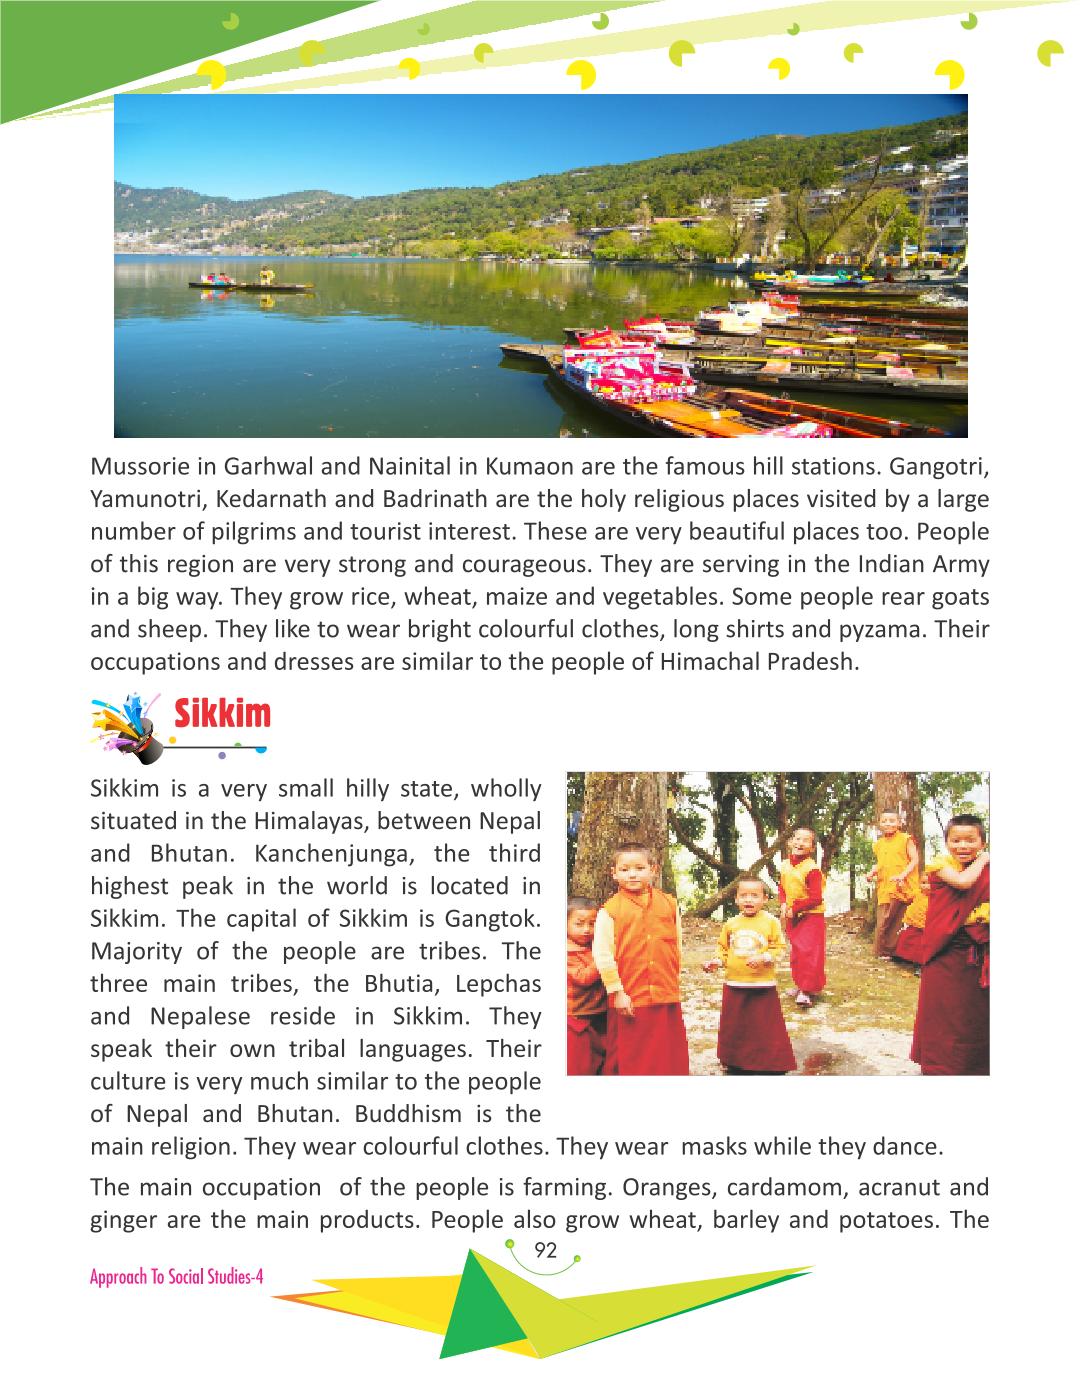 Mussorie in Garhwal and Nainital in Kumaon are the famous hill stations. Gangotri,
Yamunotri, Kedarnath and Badrinath are the holy religious places visited by a large
number of pilgrims and tourist interest. These are very beautiful places too. People
of this region are very strong and courageous. They are serving in the Indian Army
in a big way. They grow rice, wheat, maize and vegetables. Some people rear goats
and sheep. They like to wear bright colourful clothes, long shirts and pyzama. Their
occupations and dresses are similar to the people of Himachal Pradesh.
Sikkim
Sikkim is a very small hilly state, wholly
situated in the Himalayas, between Nepal
and Bhutan. Kanchenjunga, the third
highest peak in the world is located in
Sikkim. The capital of Sikkim is Gangtok.
Majority of the people are tribes. The
three main tribes, the Bhutia, Lepchas
and Nepalese reside in Sikkim. They
speak their own tribal languages. Their
culture is very much similar to the people
of Nepal and Bhutan. Buddhism is the
main religion. They wear colourful clothes. They wear masks while they dance.
The main occupation of the people is farming. Oranges, cardamom, acranut and
ginger are the main products. People also grow wheat, barley and potatoes. The
92
Approach To Social Studies-4